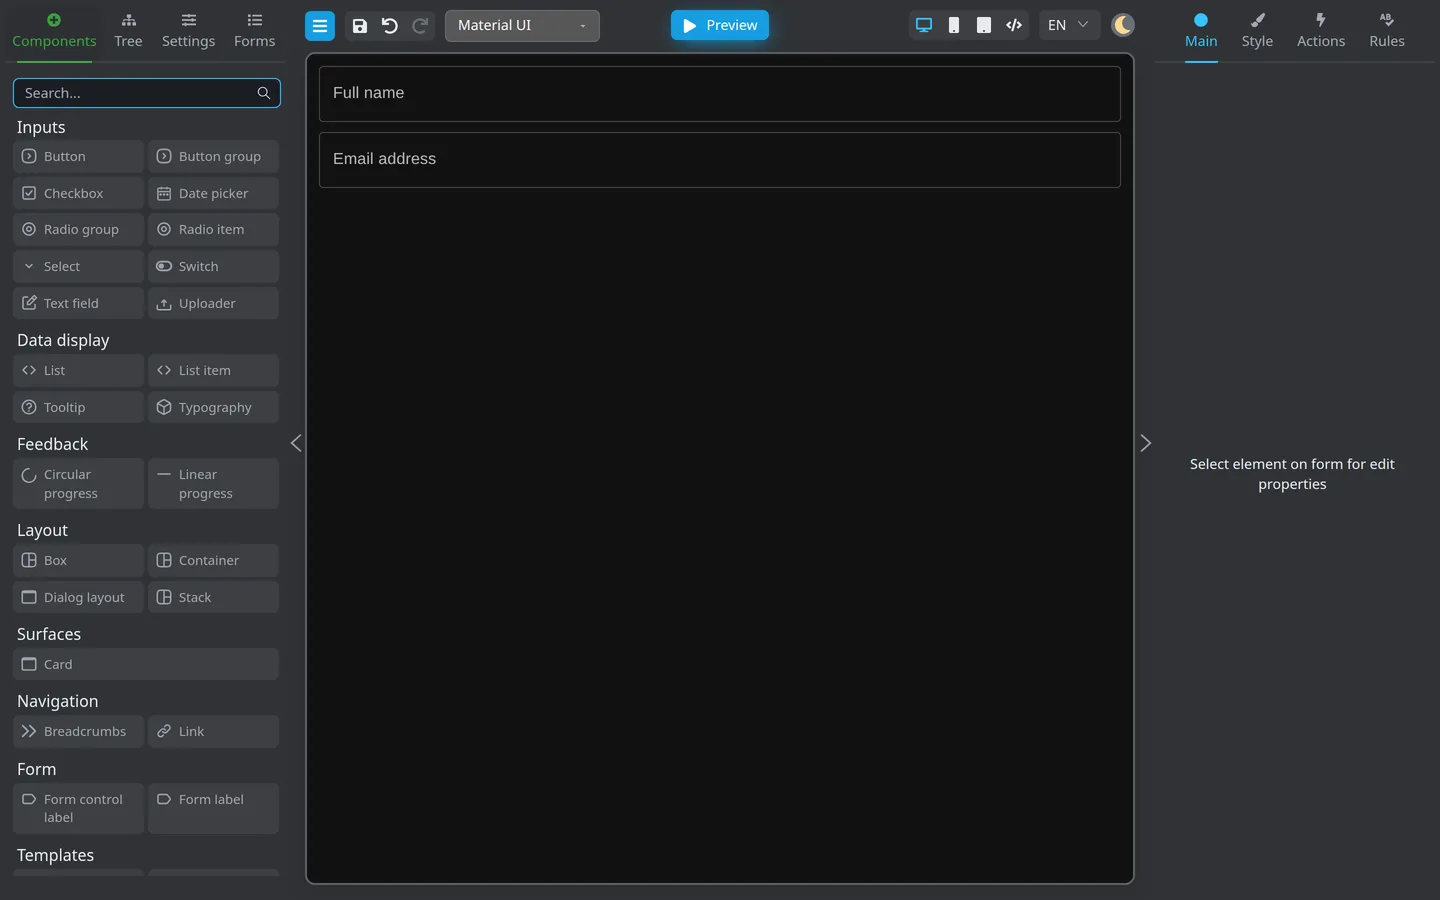 Components
Tree
Settings
Forms
Material UI
Preview
EN
Main
Style
Actions
AB
Rules
Search...
Inputs
Button
Button group
Checkbox
Date picker
Radio group
Radio item
Select
Switch
Text field
Uploader
Data display
List
List item
Tooltip
Typography
Feedback
Circular
progress
Linear
progress
Layout
Box
Container
Dialog layout
Stack
Surfaces
Card
Navigation
Breadcrumbs
Link
Form
Form control
label
Form label
Templates
Full name
Email address
Select element on form for edit
properties